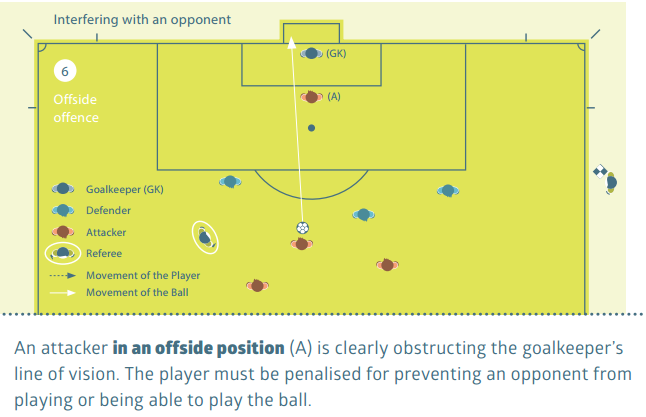 Interfering with an opponent
(GK)
6
(A)
Offside
offence
Goalkeeper (GK)
Defender
Attacker
Referee
Movement of the Player
Movement of the Ball
An attacker in an offside position (A) is clearly obstructing the goalkeeper's
line of vision. The player must be penalised for preventing an opponent from
playing or being able to play the ball.